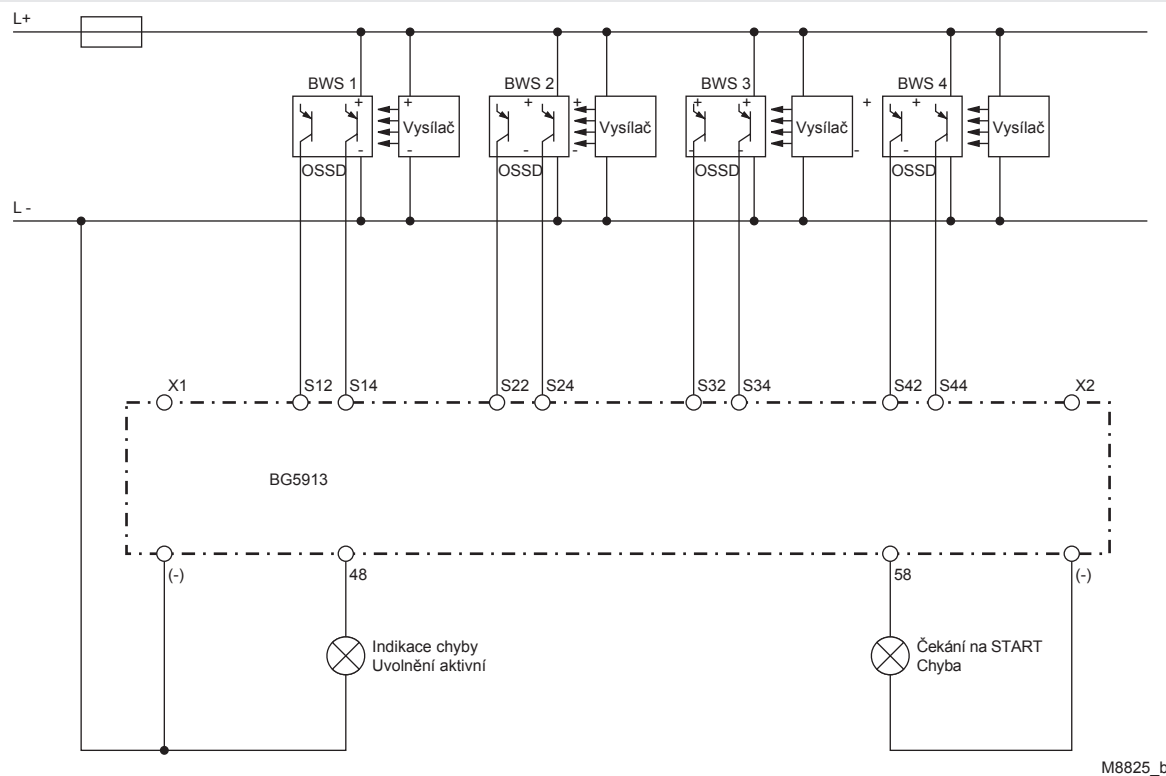 L+
BWS 1
BWS 2
BWS 3
BWS 4
+
+
+
+
+
+
+
+
Vysílač
Vysílač
Vysílač
Vysílač
-
-
-
-
-
-
-
-
OSSD
OSSD
OSSD
OSSD
L -
X1
S12
S14
S22
S24
S32
S34
S42
S44
X2
BG5913
(-)
48
58
(-)
Indikace chyby
Uvolnění aktivní
Čekání na START
Chyba
M8825_b